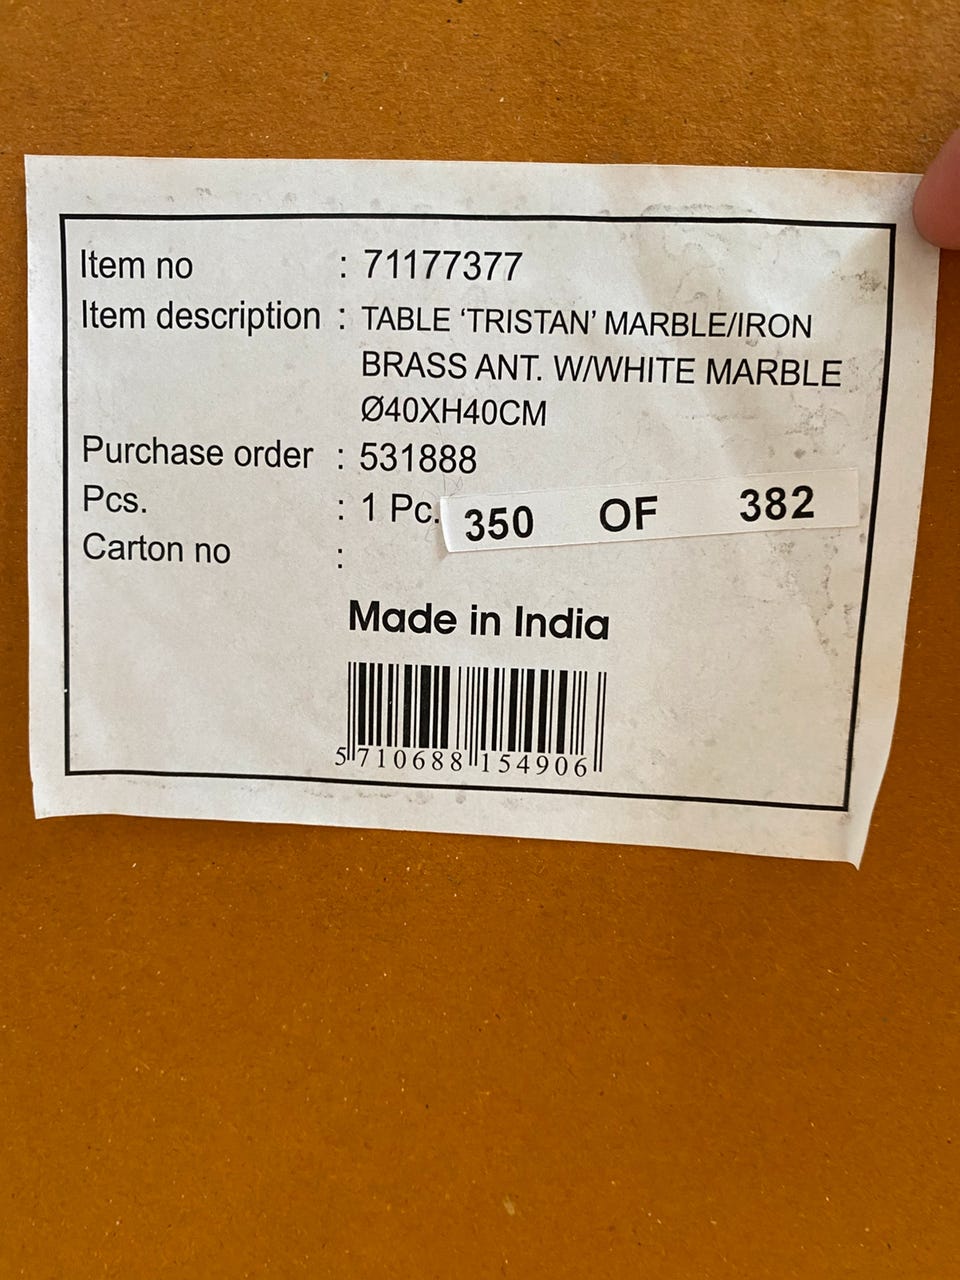 Item no : 71177377
Item description : TABLE ‘TRISTAN’ MARBLE/IRON
BRASS ANT. W/WHITE MARBLE
Ø40XH40CM
Purchase order : 531888
Pcs. : 1 Pc.
350 OF 382
Carton no :
Made in India
5 710688 154906